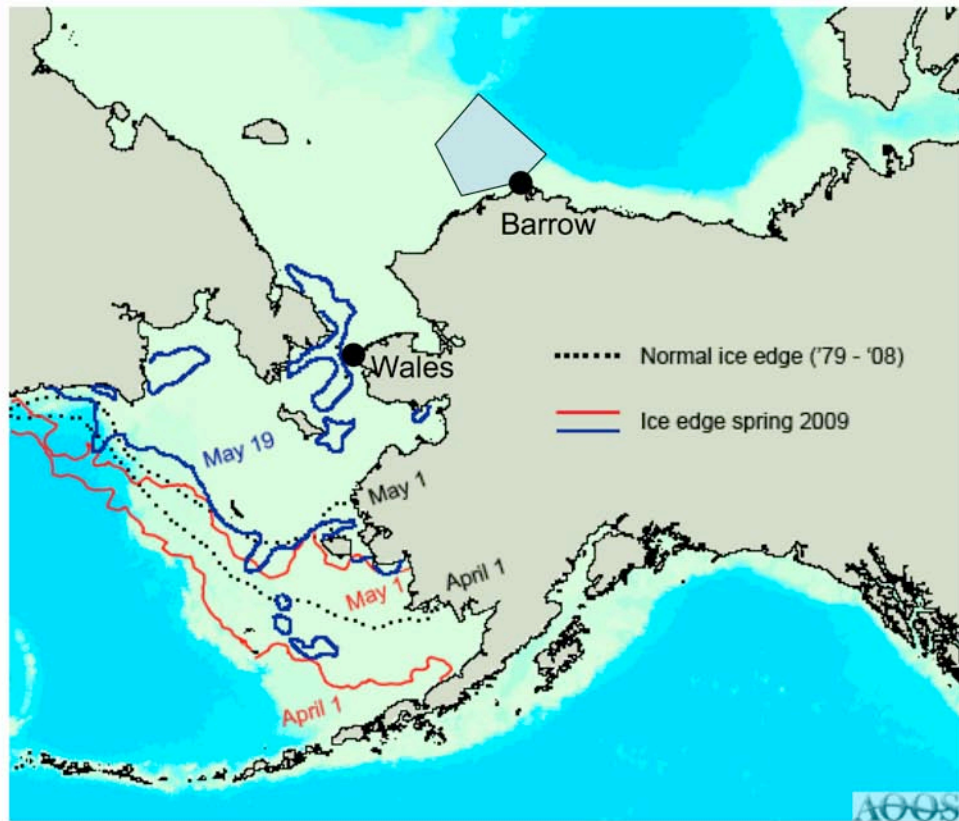 Barrow
Wales
Normal ice edge ('79 - '08)
Ice edge spring 2009
May 19
May 1
April 1
May 1
April 1
AOOS